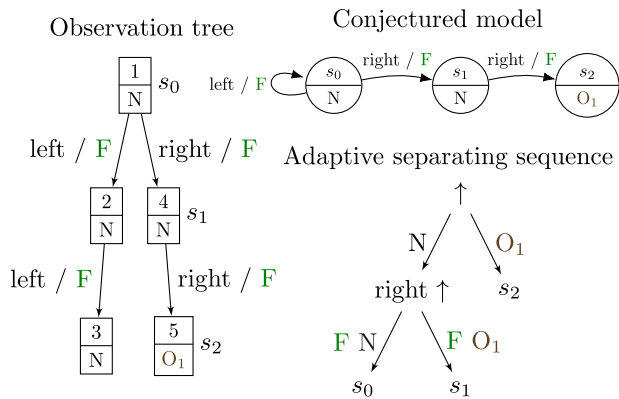 Observation tree
1
N
s₀
left / F
right / F
2
N
4
N
s₁
left / F
right / F
3
N
5
O₁
s₂
Conjectured model
left / F
s₀
N
right / F
s₁
N
right / F
s₂
O₁
Adaptive separating sequence
↑
N
O₁
right ↑
s₂
F N
F O₁
s₀
s₁